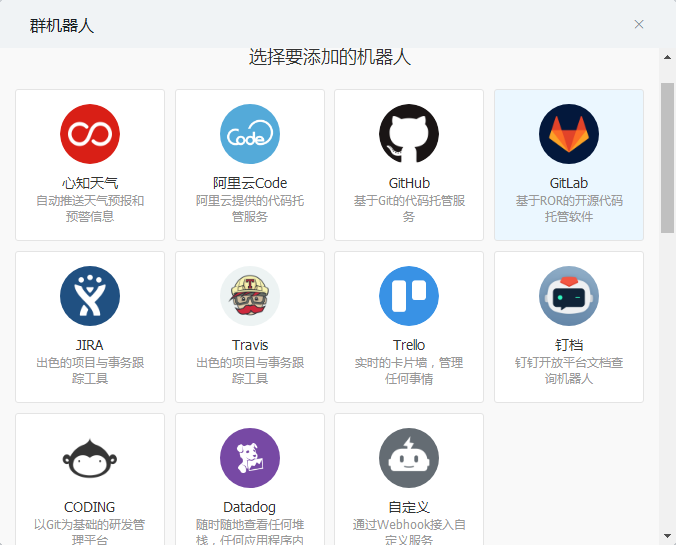 群机器人
选择要添加的机器人
Code
心知天气
阿里云Code
GitHub
GitLab
自动推送天气预报和
预警信息
阿里云提供的代码托
管服务
基于Git的代码托管服
务
基于ROR的开源代码
托管软件
JIRA
Travis
Trello
钉档
出色的项目与事务跟
踪工具
出色的项目与事务跟
踪工具
实时的卡片墙，管理
任何事情
钉钉开放平台文档查
询机器人
CODING
Datadog
自定义
以Git为基础的研发管
理平台
随时随地查看任何堆
栈，任何应用程序内
通过Webhook接入自
定义服务